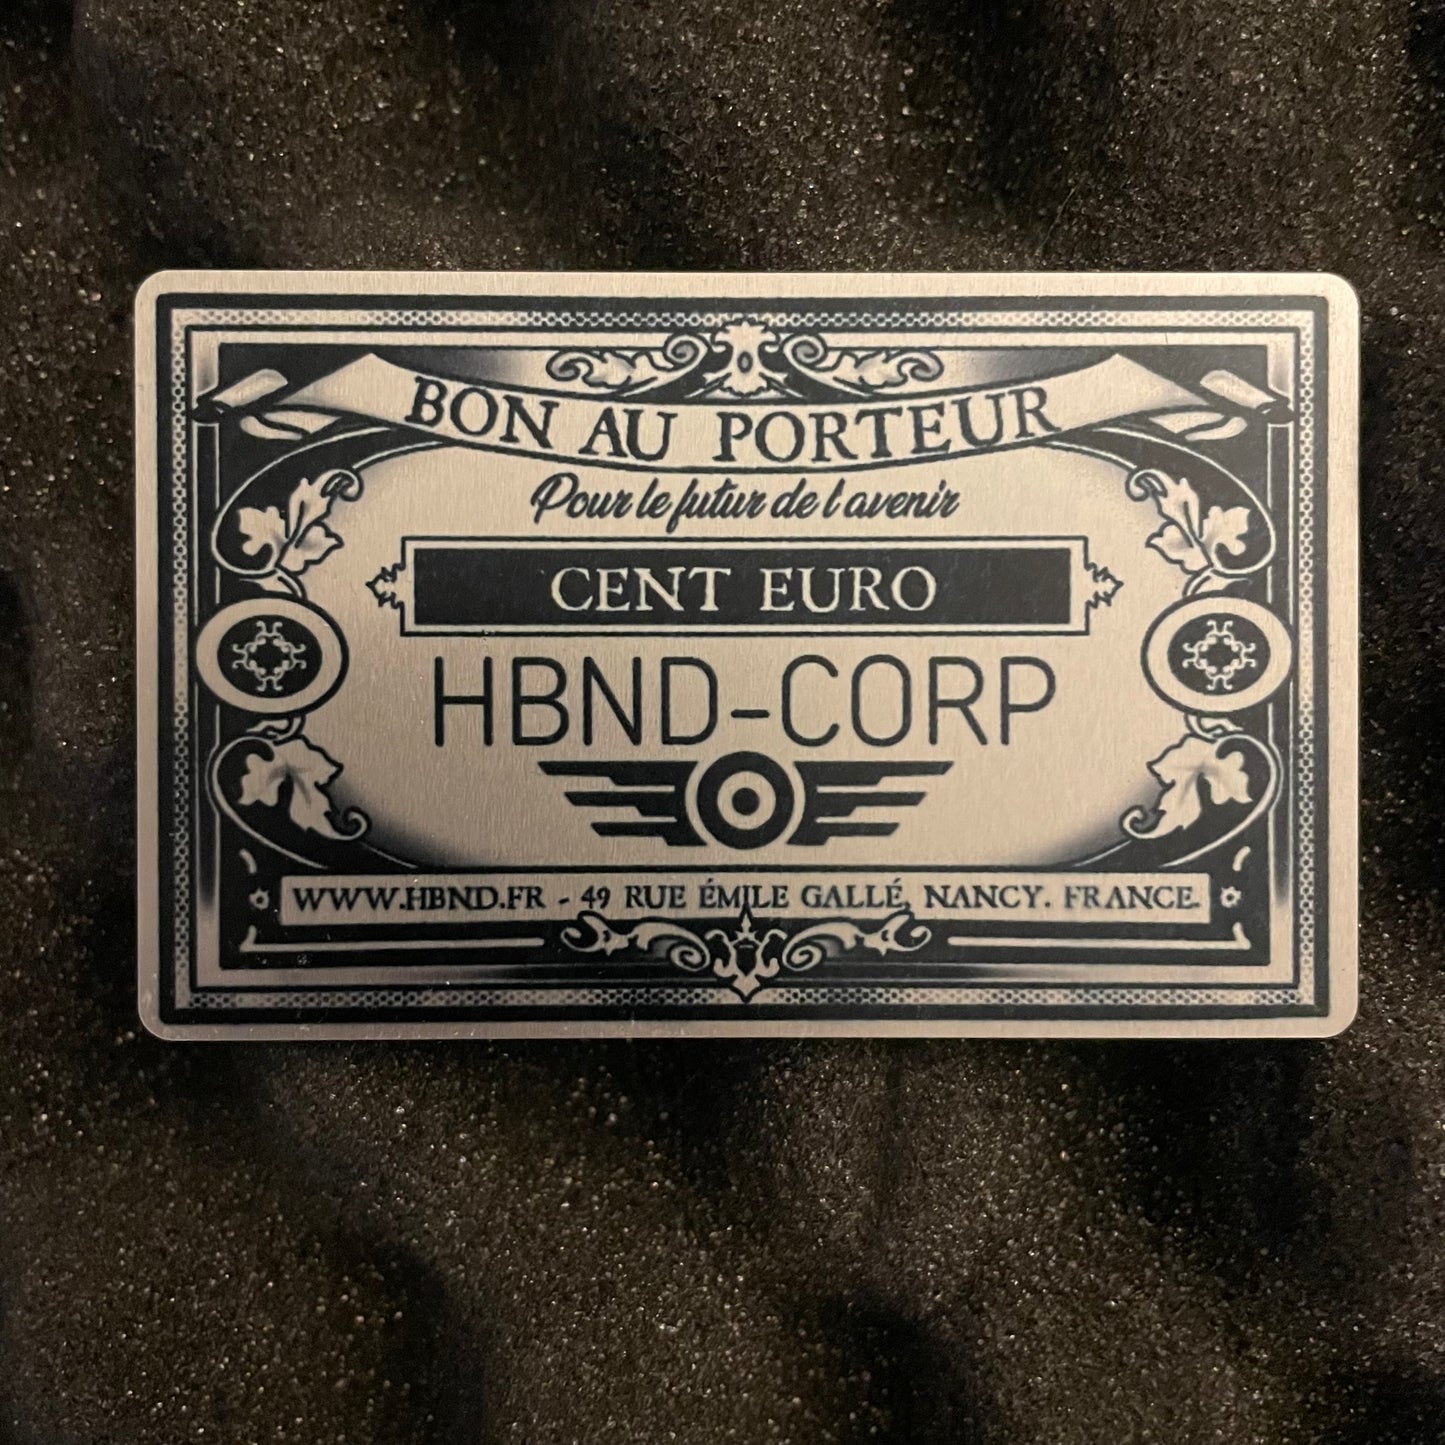 BON AU PORTEUR
Pour le futur de l'avenir
CENT EURO
HBND-CORP
WWW.HBND.FR - 49 RUE ÉMILE GALLÉ, NANCY. FRANCE.